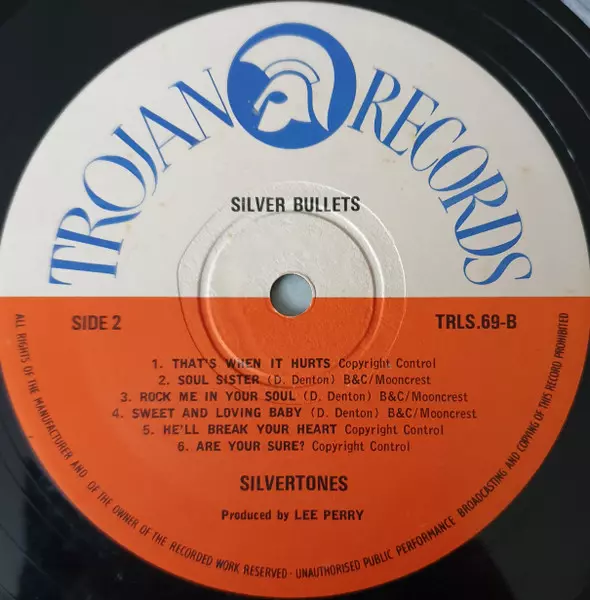 TROJAN RECORDS
SILVER BULLETS
SIDE 2
TRLS.69-B
1. THAT'S WHEN IT HURTS Copyright Control
2. SOUL SISTER (D. Denton) B&C/Mooncrest
3. ROCK ME IN YOUR SOUL (D. Denton) B&C/Mooncrest
4. SWEET AND LOVING BABY (D. Denton) B&C/Mooncrest
5. HE'LL BREAK YOUR HEART Copyright Control
6. ARE YOUR SURE? Copyright Control
SILVERTONES
Produced by LEE PERRY
ALL RIGHTS OF THE MANUFACTURER AND OF THE OWNER OF THE RECORDED WORK RESERVED - UNAUTHORISED PUBLIC PERFORMANCE BROADCASTING AND COPYING OF THIS RECORD PROHIBITED